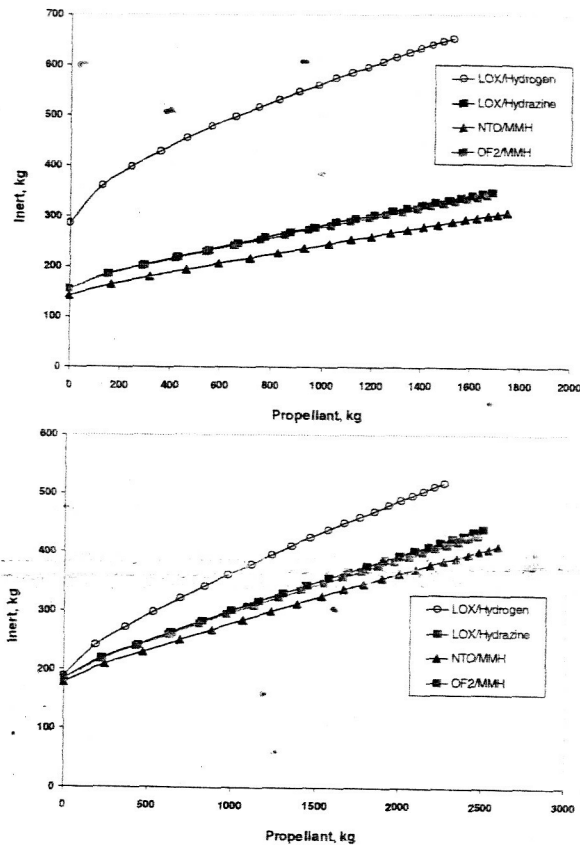 700
600
500
400
300
200
100
0
Inert, kg
LOX/Hydrogen
LOX/Hydrazine
NTO/MMH
OF2/MMH
0 200 400 600 800 1000 1200 1400 1600 1800 2000
Propellant, kg
600
500
400
300
200
100
0
Inert, kg
LOX/Hydrogen
LOX/Hydrazine
NTO/MMH
OF2/MMH
0 500 1000 1500 2000 2500 3000
Propellant, kg